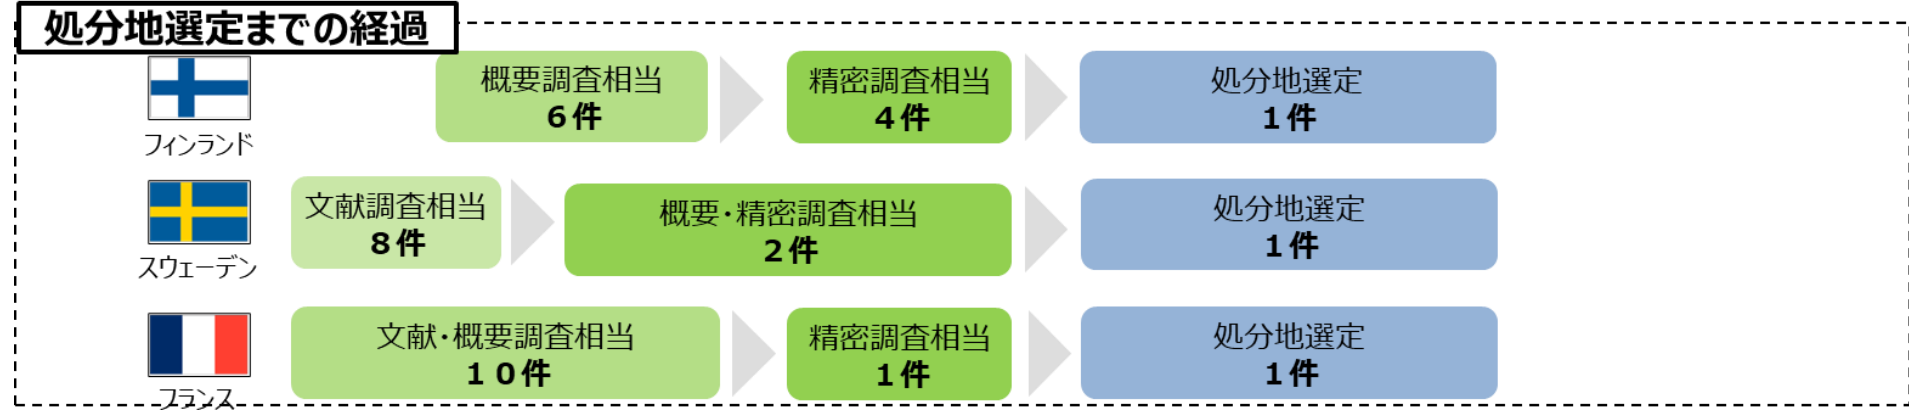 処分地選定までの経過
概要調査相当
6件
精密調査相当
4件
処分地選定
1件
フィンランド
文献調査相当
8件
概要・精密調査相当
2件
処分地選定
1件
スウェーデン
文献・概要調査相当
10件
精密調査相当
1件
処分地選定
1件
フランス